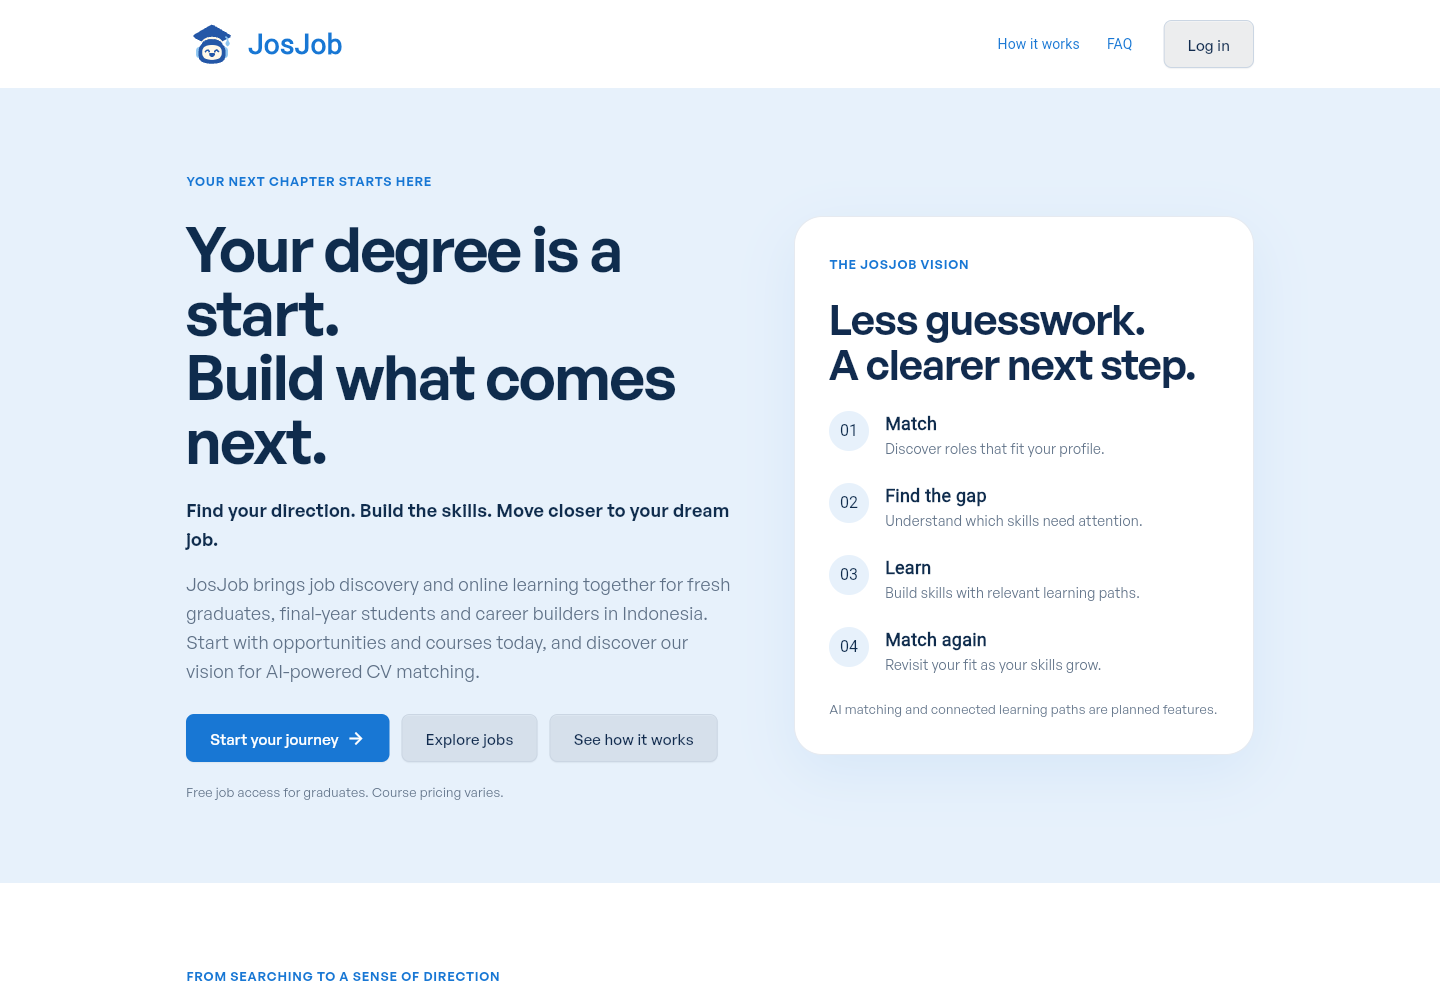 JosJob
How it works
FAQ
Log in
YOUR NEXT CHAPTER STARTS HERE
Your degree is a
start.
Build what comes
next.
Find your direction. Build the skills. Move closer to your dream
job.
JosJob brings job discovery and online learning together for fresh
graduates, final-year students and career builders in Indonesia.
Start with opportunities and courses today, and discover our
vision for AI-powered CV matching.
Start your journey
Explore jobs
See how it works
Free job access for graduates. Course pricing varies.
THE JOSJOB VISION
Less guesswork.
A clearer next step.
01
Match
Discover roles that fit your profile.
02
Find the gap
Understand which skills need attention.
03
Learn
Build skills with relevant learning paths.
04
Match again
Revisit your fit as your skills grow.
AI matching and connected learning paths are planned features.
FROM SEARCHING TO A SENSE OF DIRECTION